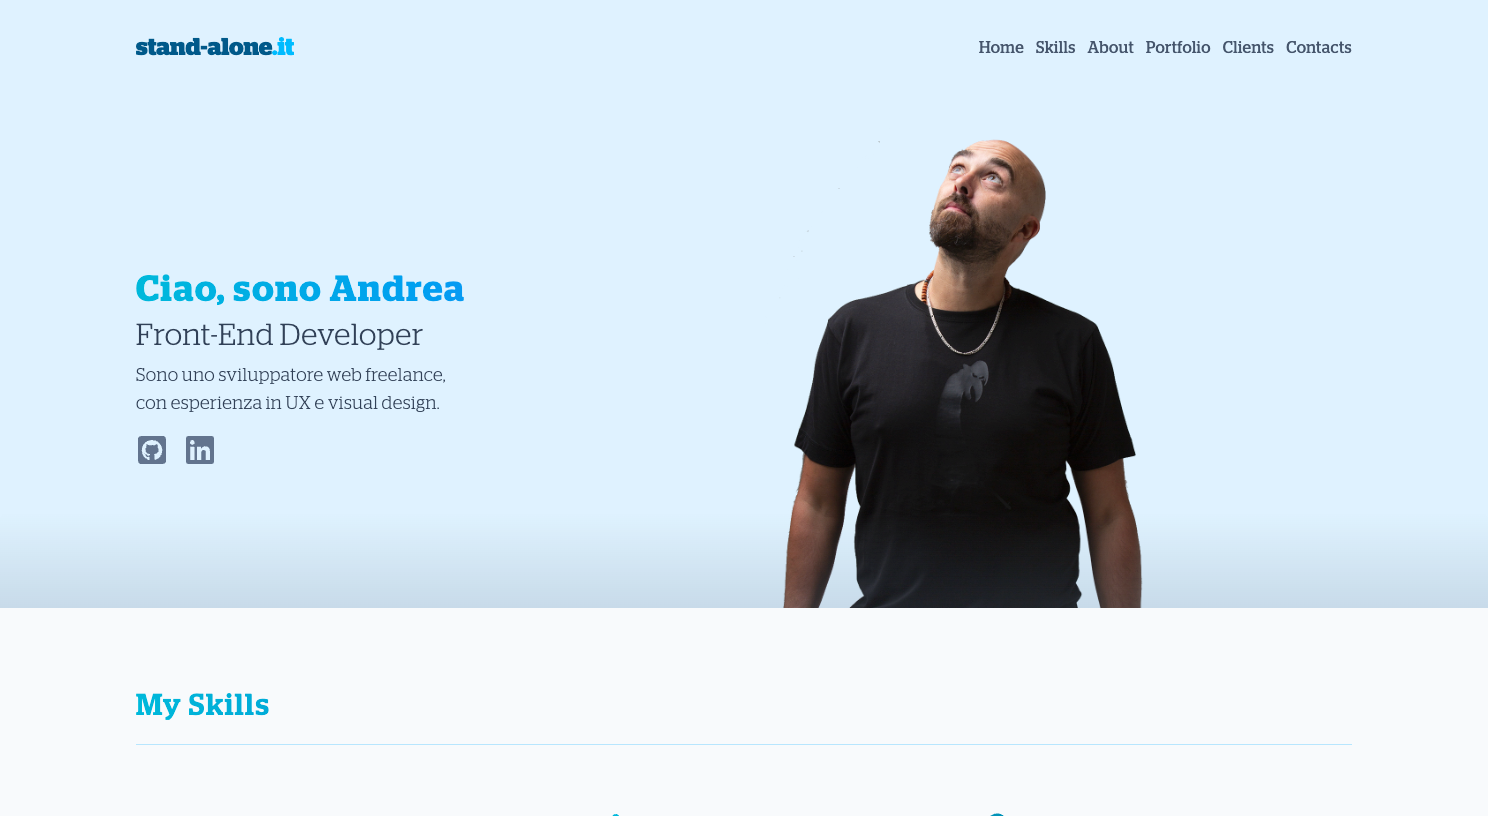 stand-alone.it
Home Skills About Portfolio Clients Contacts
Ciao, sono Andrea
Front-End Developer
Sono uno sviluppatore web freelance,
con esperienza in UX e visual design.
in
My Skills